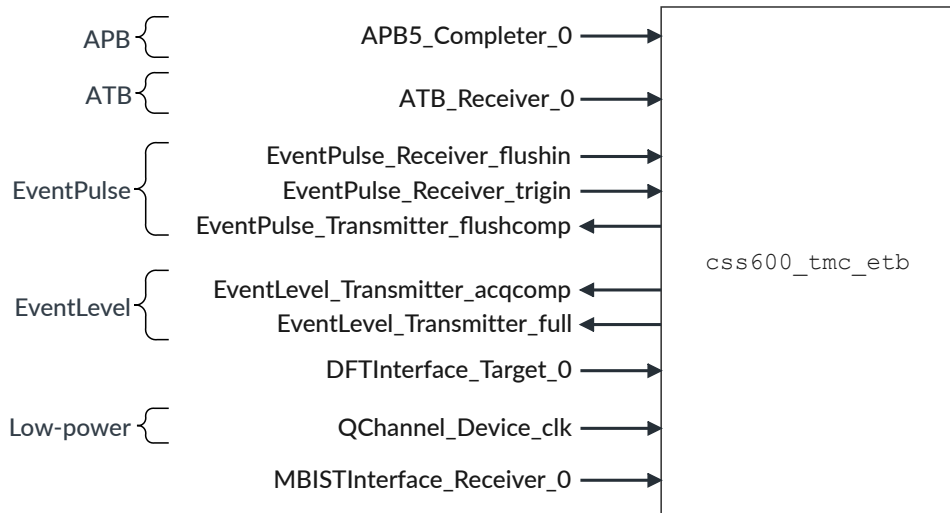 APB
APB5_Completer_0
ATB
ATB_Receiver_0
EventPulse
EventPulse_Receiver_flushin
EventPulse_Receiver_trigin
EventPulse_Transmitter_flushcomp
css600_tmc_etb
EventLevel
EventLevel_Transmitter_acqcomp
EventLevel_Transmitter_full
DFTInterface_Target_0
Low-power
QChannel_Device_clk
MBISTInterface_Receiver_0